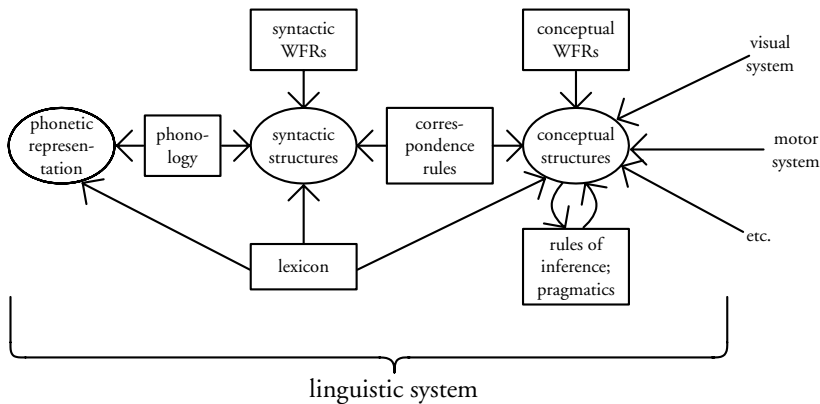 syntactic
WFRs
conceptual
WFRs
visual
system
phonetic
represen-
tation
phono-
logy
syntactic
structures
corres-
pondence
rules
conceptual
structures
motor
system
lexicon
rules of
inference;
pragmatics
etc.
linguistic system